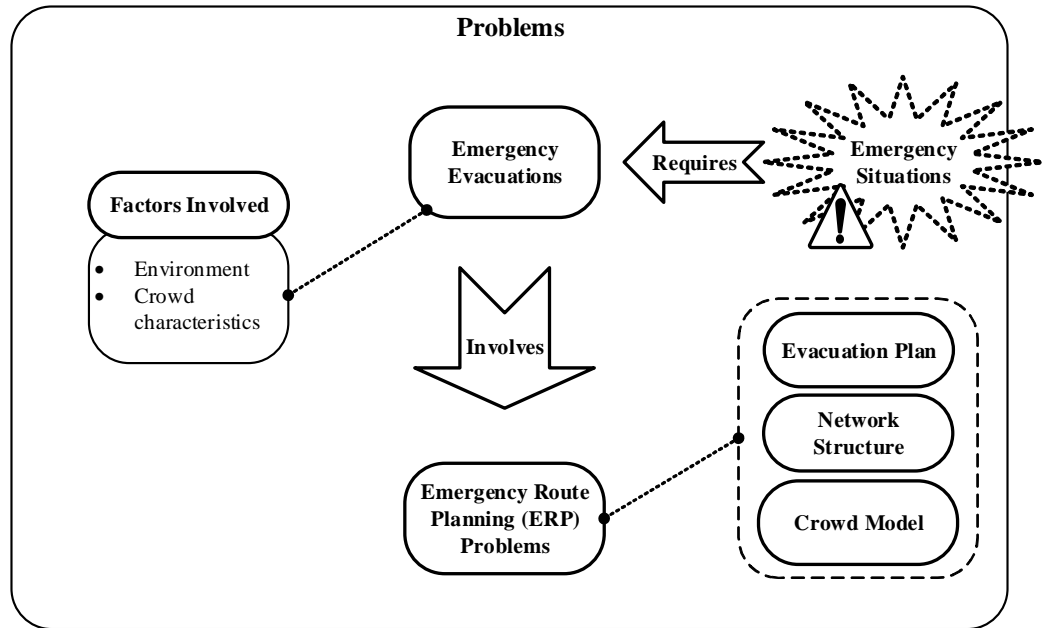 Problems
Emergency
Evacuations
Requires
Emergency
Situations
!
Factors Involved
• Environment
• Crowd
characteristics
Involves
Evacuation Plan
Network
Structure
Crowd Model
Emergency Route
Planning (ERP)
Problems